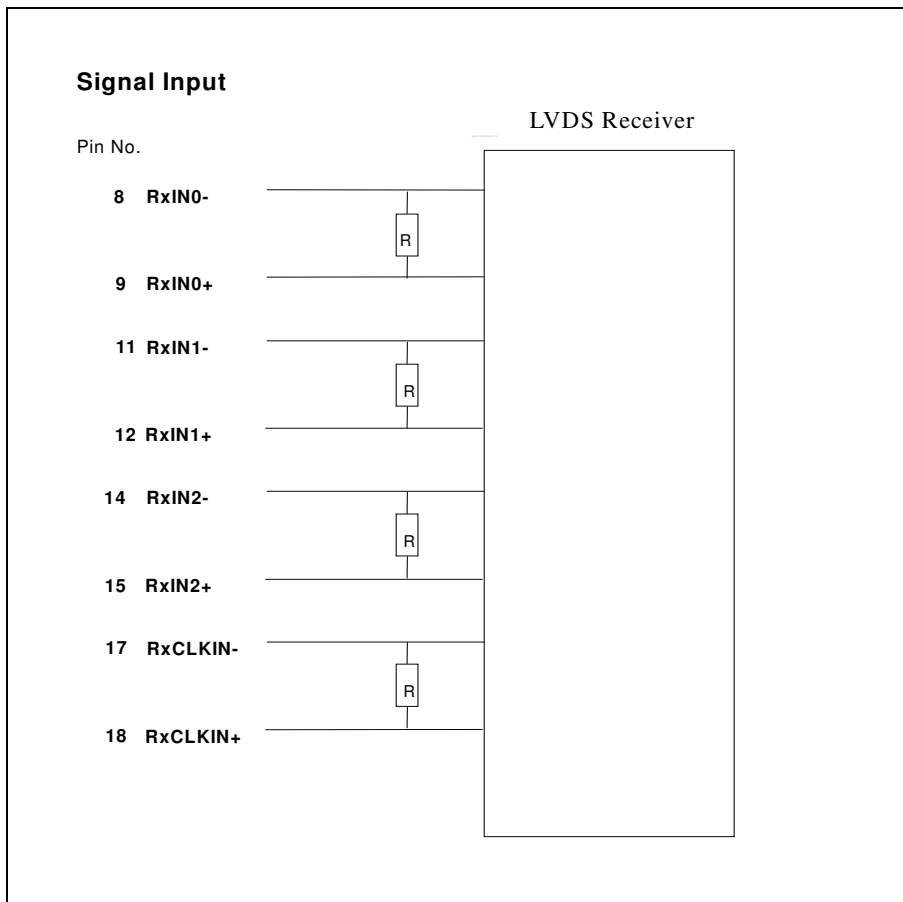 Signal Input
LVDS Receiver
Pin No.
8 RxIN0-
R
9 RxIN0+
11 RxIN1-
R
12 RxIN1+
14 RxIN2-
R
15 RxIN2+
17 RxCLKIN-
R
18 RxCLKIN+